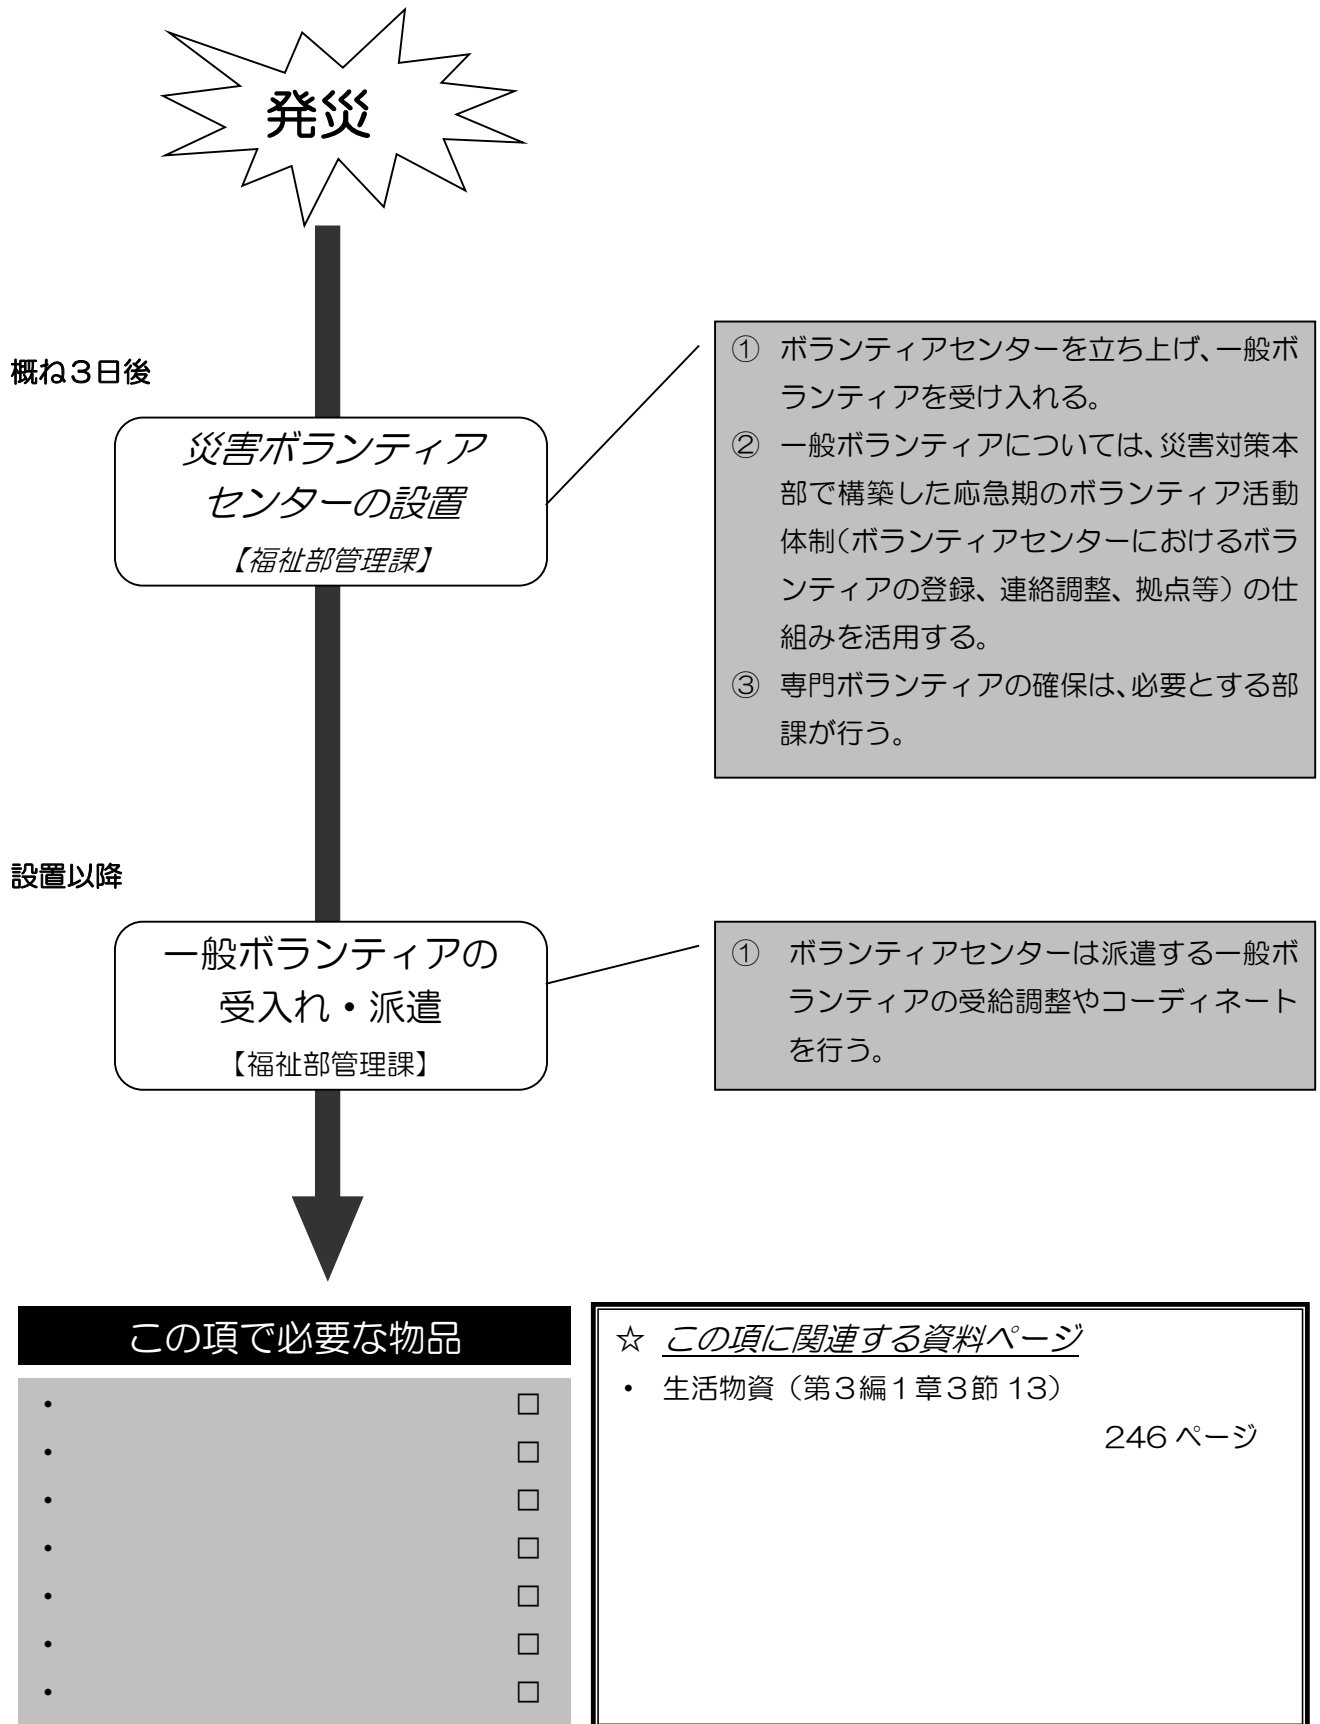 発災
概ね３日後
災害ボランティア
センターの設置
【福祉部管理課】
① ボランティアセンターを立ち上げ、一般ボ
ランティアを受け入れる。
② 一般ボランティアについては、災害対策本
部で構築した応急期のボランティア活動
体制（ボランティアセンターにおけるボラ
ンティアの登録、連絡調整、拠点等）の仕
組みを活用する。
③ 専門ボランティアの確保は、必要とする部
課が行う。
設置以降
一般ボランティアの
受入れ・派遣
【福祉部管理課】
① ボランティアセンターは派遣する一般ボ
ランティアの受給調整やコーディネート
を行う。
この項で必要な物品
・ □
・ □
・ □
・ □
・ □
・ □
・ □
☆ この項に関連する資料ページ
・ 生活物資（第３編１章３節 13）
246 ページ